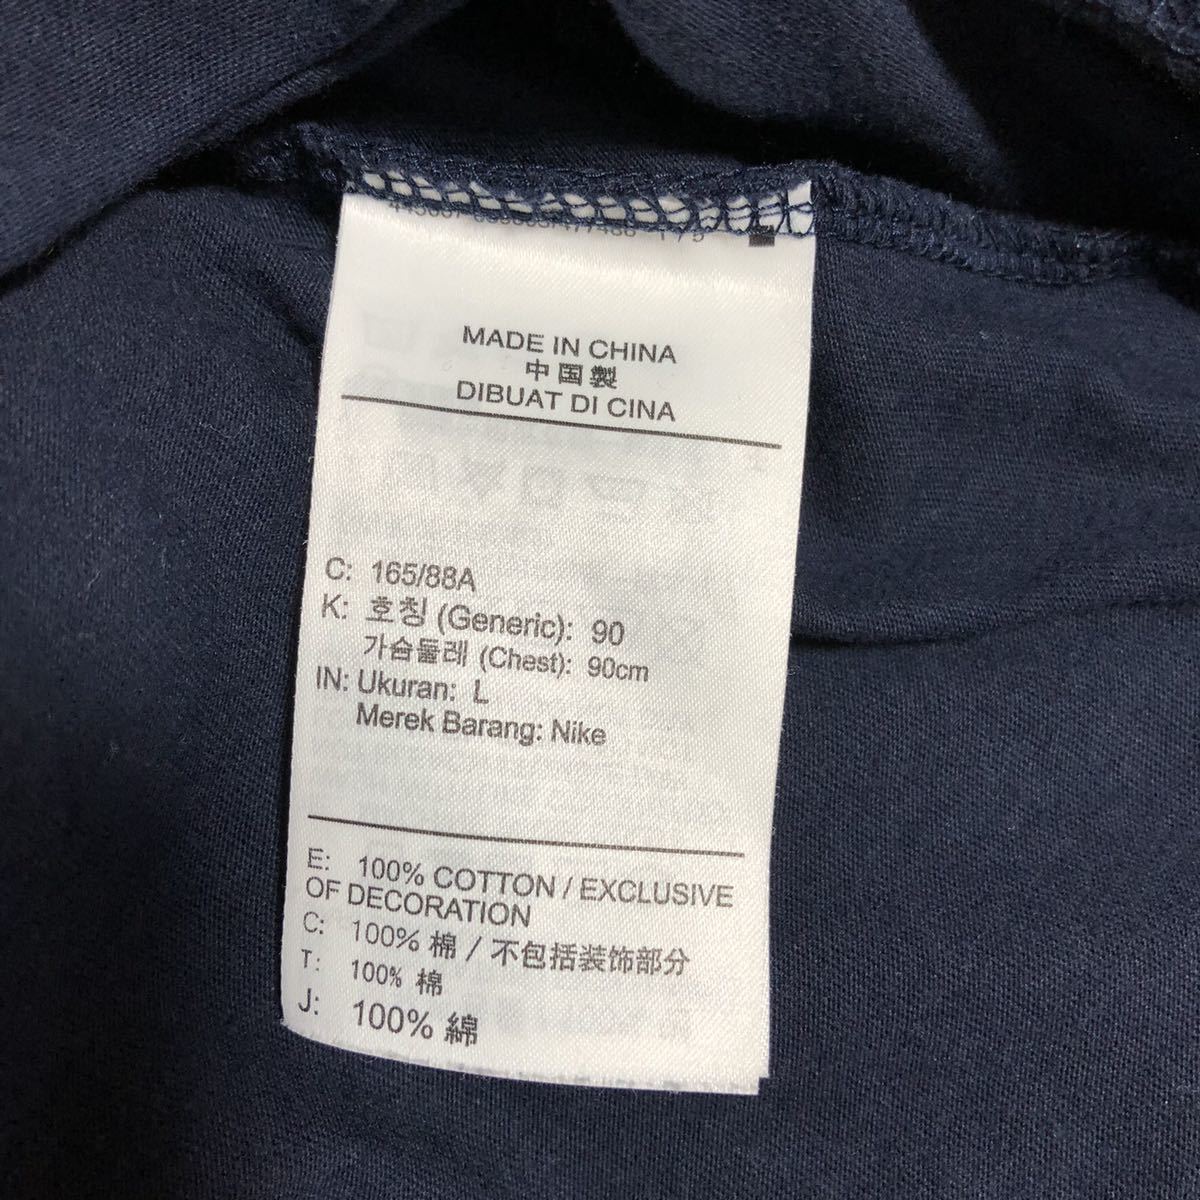 MADE IN CHINA
中国製
DIBUAT DI CINA
C: 165/88A
K: 호칭 (Generic): 90
가슴둘레 (Chest): 90cm
IN: Ukuran: L
Merek Barang: Nike
E: 100% COTTON / EXCLUSIVE
OF DECORATION
C: 100% 棉 / 不包括装饰部分
T: 100% 棉
J: 100% 綿